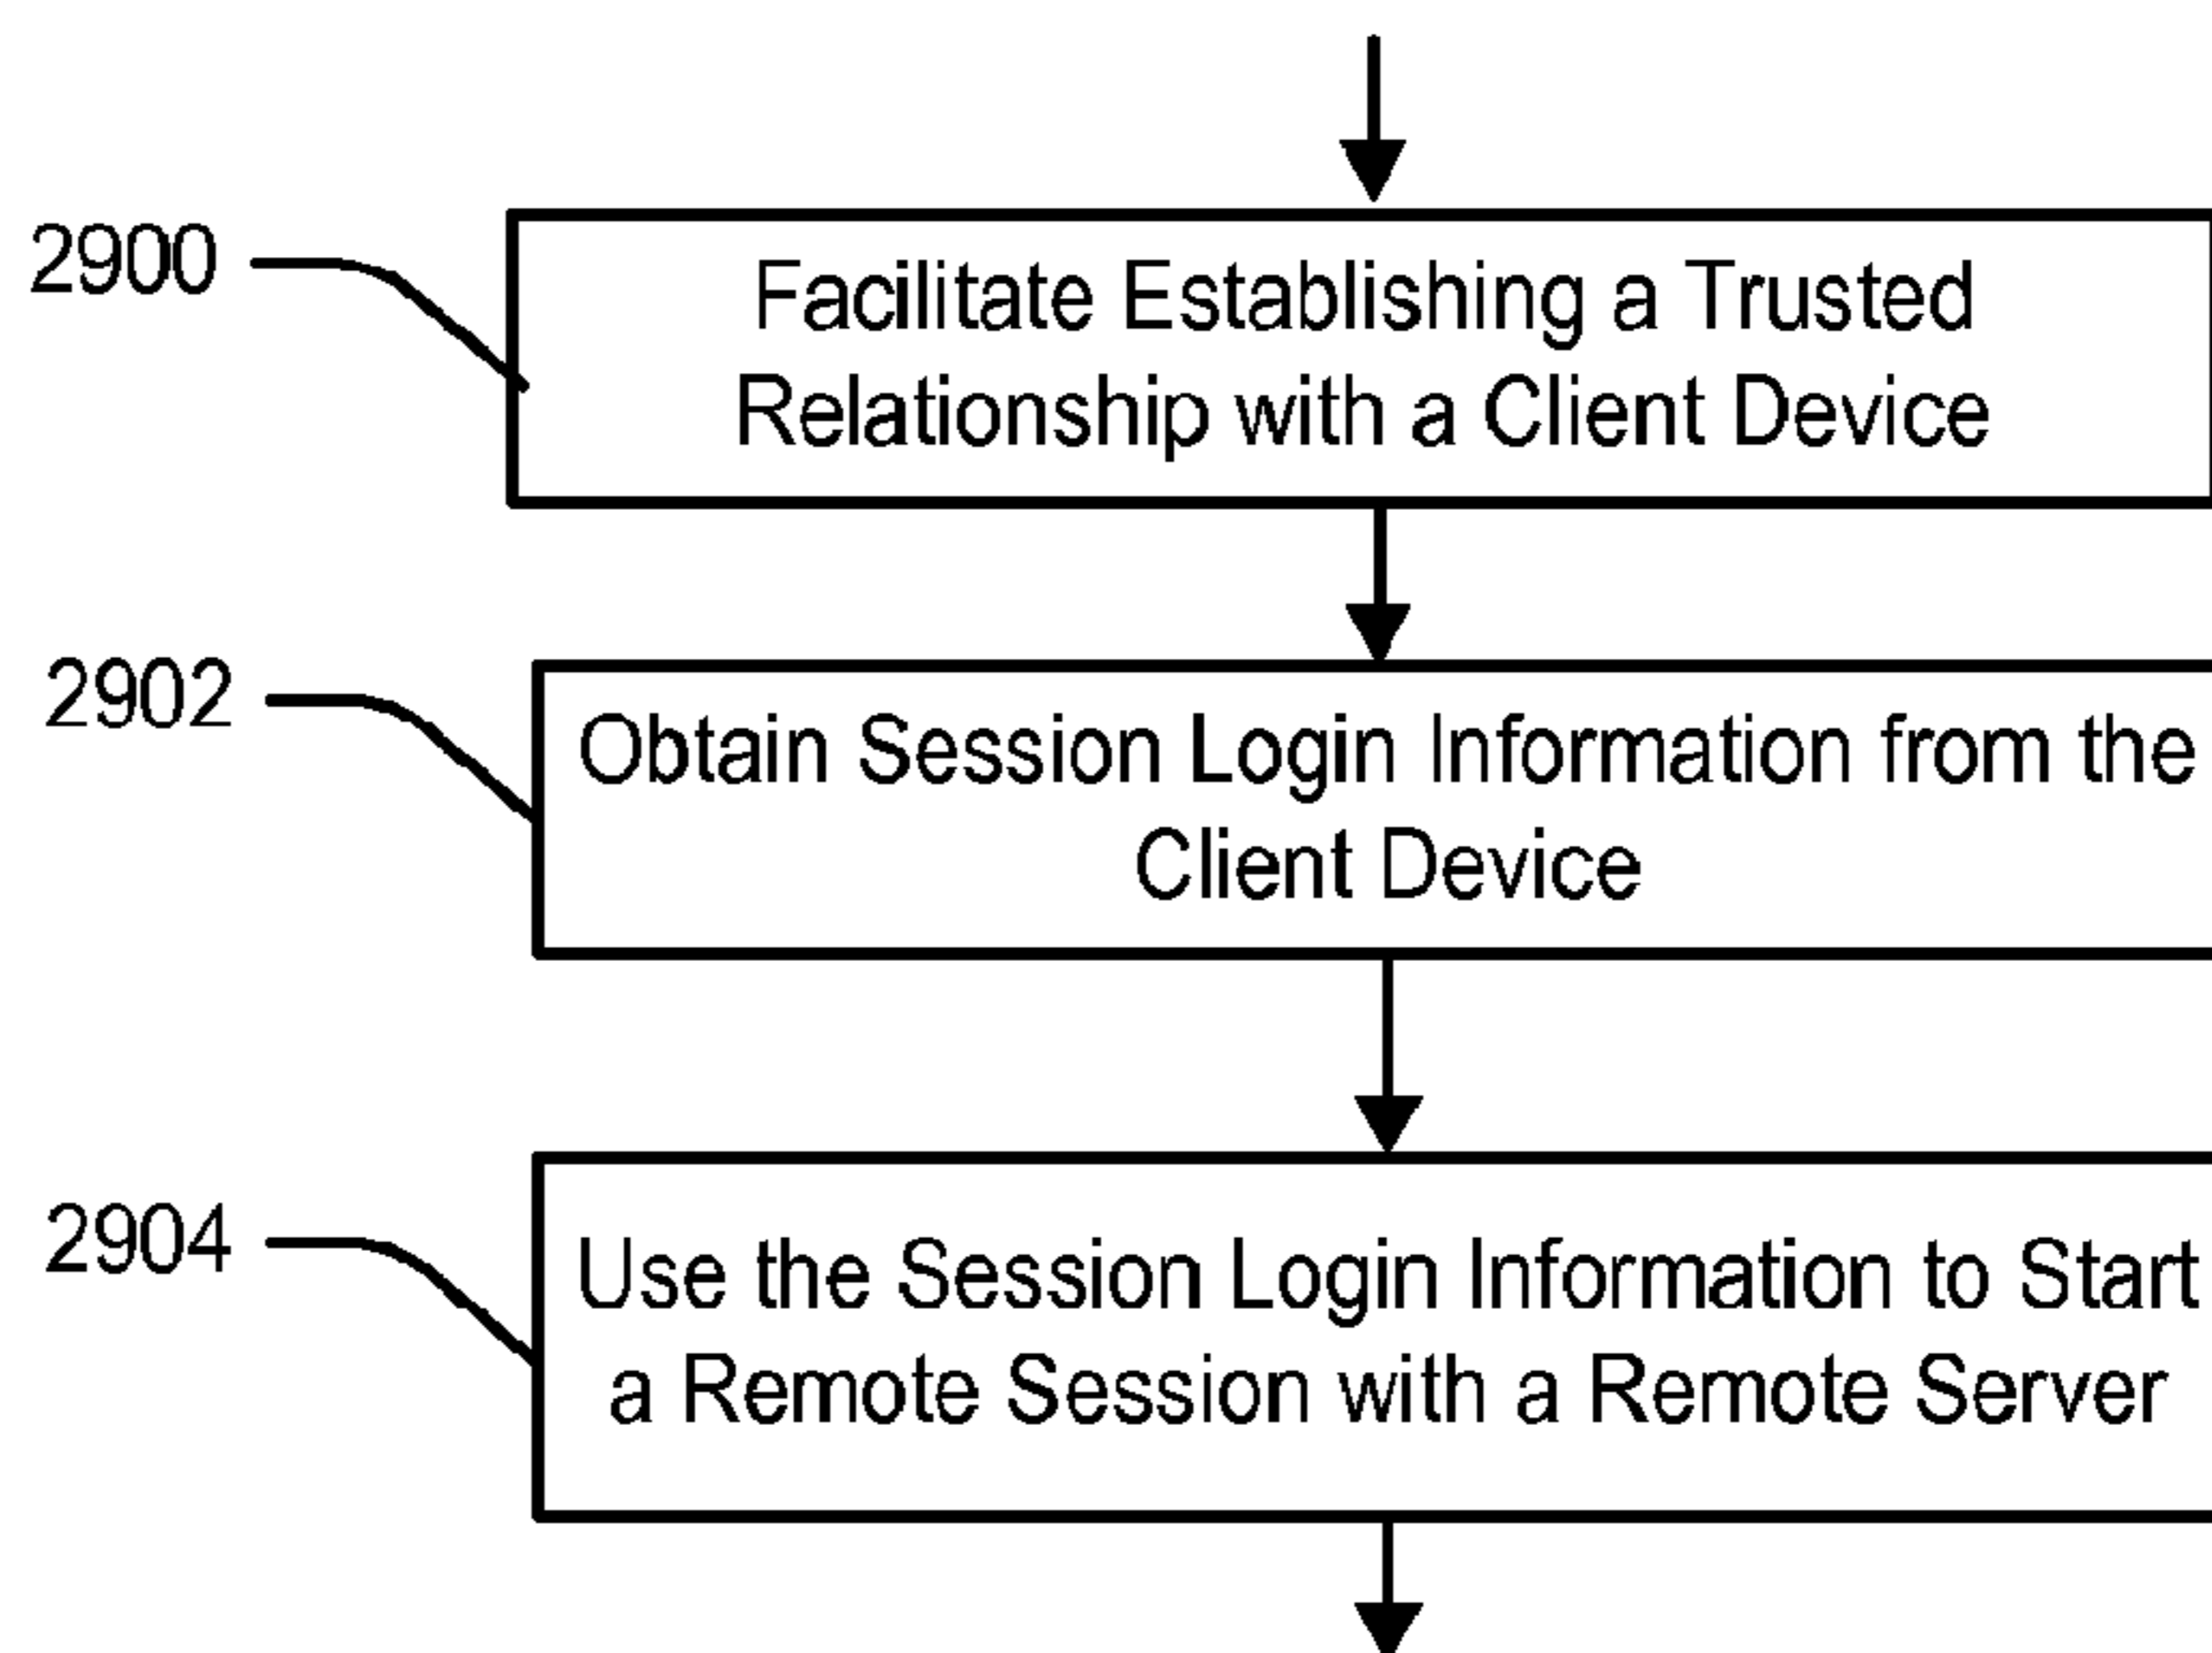 2900
Facilitate Establishing a Trusted
Relationship with a Client Device
2902
Obtain Session Login Information from the
Client Device
2904
Use the Session Login Information to Start
a Remote Session with a Remote Server